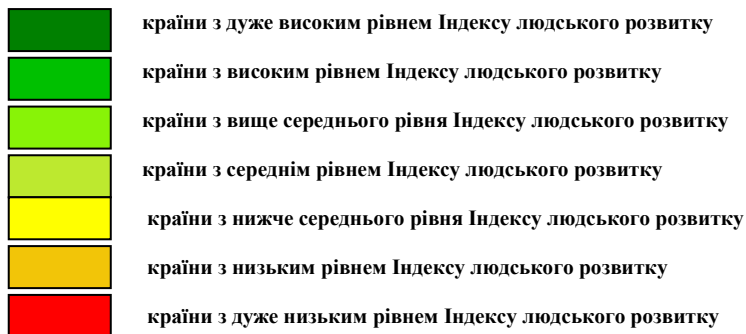 країни з дуже високим рівнем Індексу людського розвитку
країни з високим рівнем Індексу людського розвитку
країни з вище середнього рівня Індексу людського розвитку
країни з середнім рівнем Індексу людського розвитку
країни з нижче середнього рівня Індексу людського розвитку
країни з низьким рівнем Індексу людського розвитку
країни з дуже низьким рівнем Індексу людського розвитку